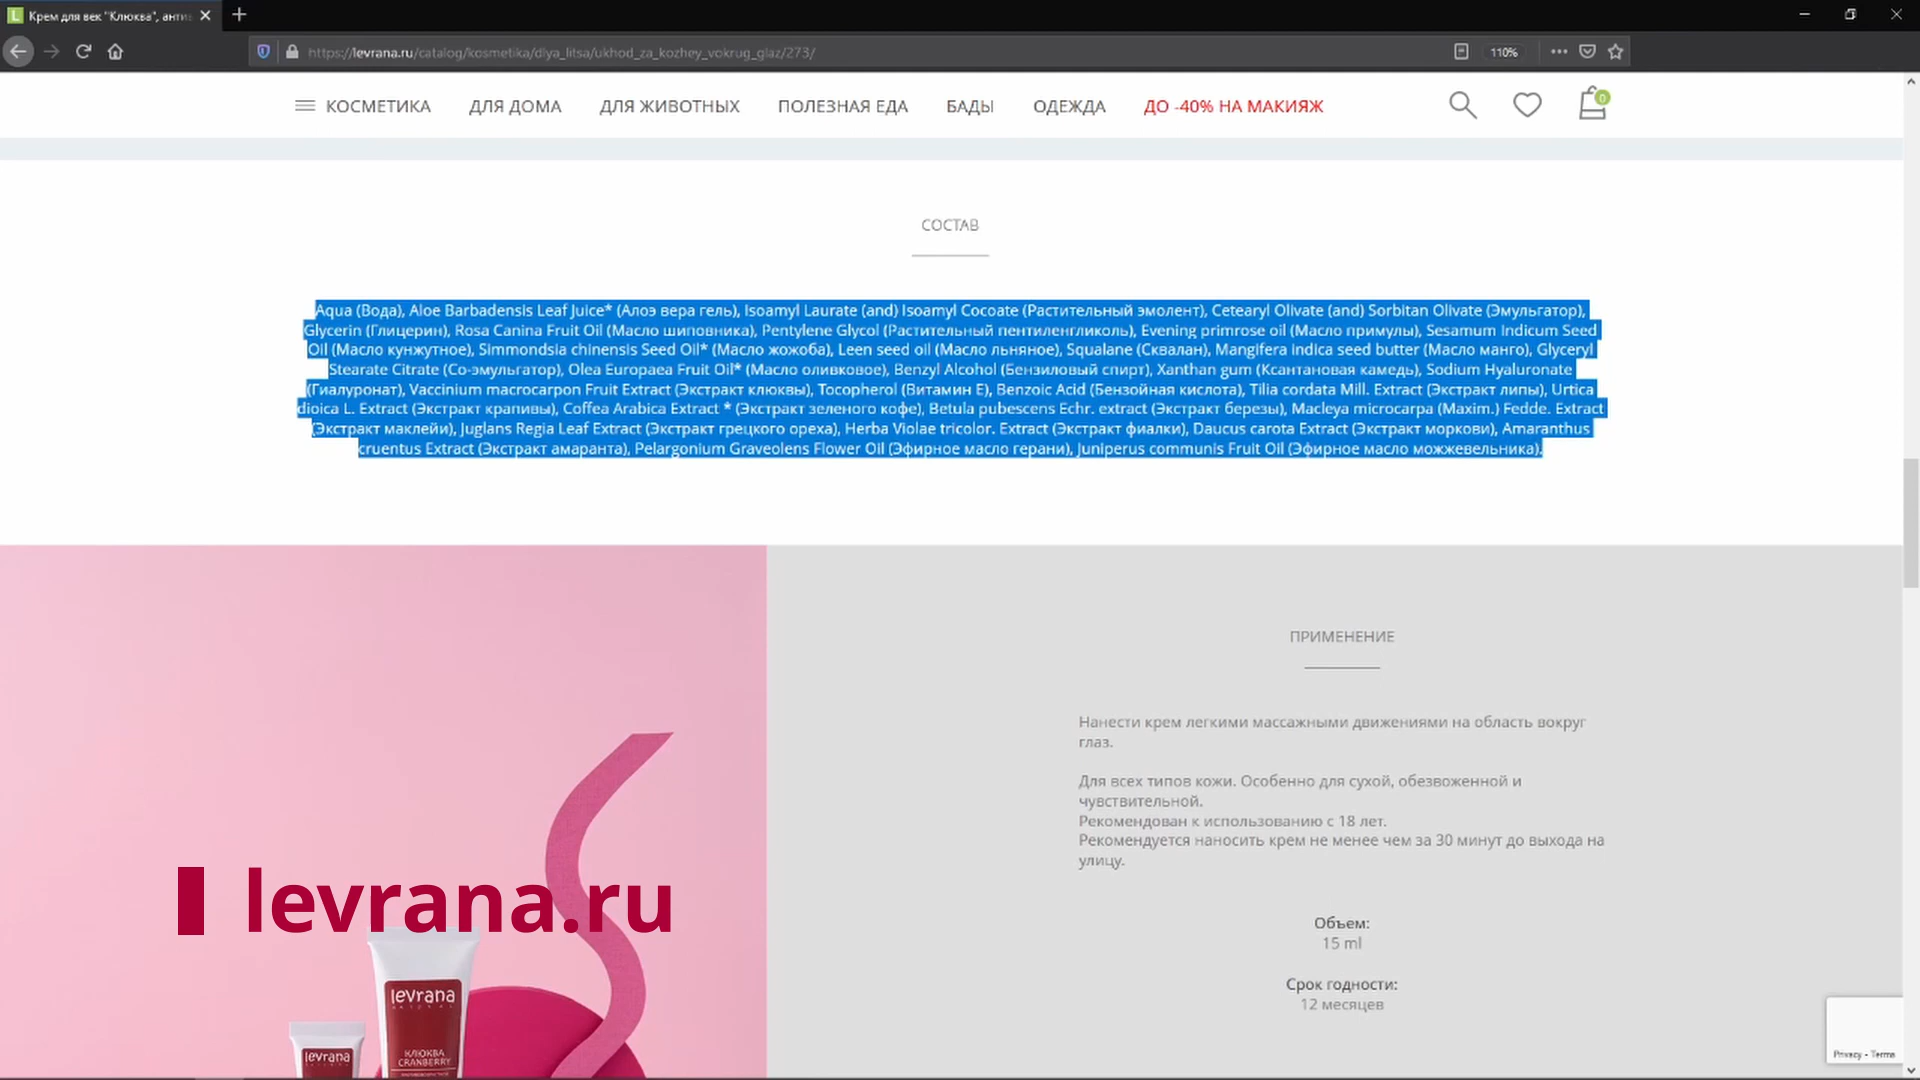 Крем для век "Клюква", анти
https://levrana.ru/catalog/kosmetika/dlya_litsa/ukhod_za_kozhey_vokrug_glaz/273/
110%
КОСМЕТИКА ДЛЯ ДОМА ДЛЯ ЖИВОТНЫХ ПОЛЕЗНАЯ ЕДА БАДЫ ОДЕЖДА ДО -40% НА МАКИЯЖ
0
СОСТАВ
Aqua (Вода), Aloe Barbadensis Leaf Juice* (Алоэ вера гель), Isoamyl Laurate (and) Isoamyl Cocoate (Растительный эмолент), Cetearyl Olivate (and) Sorbitan Olivate (Эмульгатор),
Glycerin (Глицерин), Rosa Canina Fruit Oil (Масло шиповника), Pentylene Glycol (Растительный пентиленгликоль), Evening primrose oil (Масло примулы), Sesamum Indicum Seed
Oil (Масло кунжутное), Simmondsia chinensis Seed Oil* (Масло жожоба), Leen seed oil (Масло льняное), Squalane (Сквалан), Mangifera indica seed butter (Масло манго), Glyceryl
Stearate Citrate (Со-эмульгатор), Olea Europaea Fruit Oil* (Масло оливковое), Benzyl Alcohol (Бензиловый спирт), Xanthan gum (Ксантановая камедь), Sodium Hyaluronate
(Гиалуронат), Vaccinium macrocarpon Fruit Extract (Экстракт клюквы), Tocopherol (Витамин Е), Benzoic Acid (Бензойная кислота), Tilia cordata Mill. Extract (Экстракт липы), Urtica
dioica L. Extract (Экстракт крапивы), Coffea Arabica Extract * (Экстракт зеленого кофе), Betula pubescens Echr. extract (Экстракт березы), Macleya microcarpa (Maxim.) Fedde. Extract
(Экстракт маклейи), Juglans Regia Leaf Extract (Экстракт грецкого ореха), Herba Violae tricolor. Extract (Экстракт фиалки), Daucus carota Extract (Экстракт моркови), Amaranthus
cruentus Extract (Экстракт амаранта), Pelargonium Graveolens Flower Oil (Эфирное масло герани), Juniperus communis Fruit Oil (Эфирное масло можжевельника).
ПРИМЕНЕНИЕ
Нанести крем легкими массажными движениями на область вокруг
глаз.
Для всех типов кожи. Особенно для сухой, обезвоженной и
чувствительной.
Рекомендован к использованию с 18 лет.
Рекомендуется наносить крем не менее чем за 30 минут до выхода на
улицу.
Объем:
15 ml
Срок годности:
12 месяцев
levrana.ru
levrana
NATURAL
КЛЮКВА
CRANBERRY
levrana
Privacy - Terms